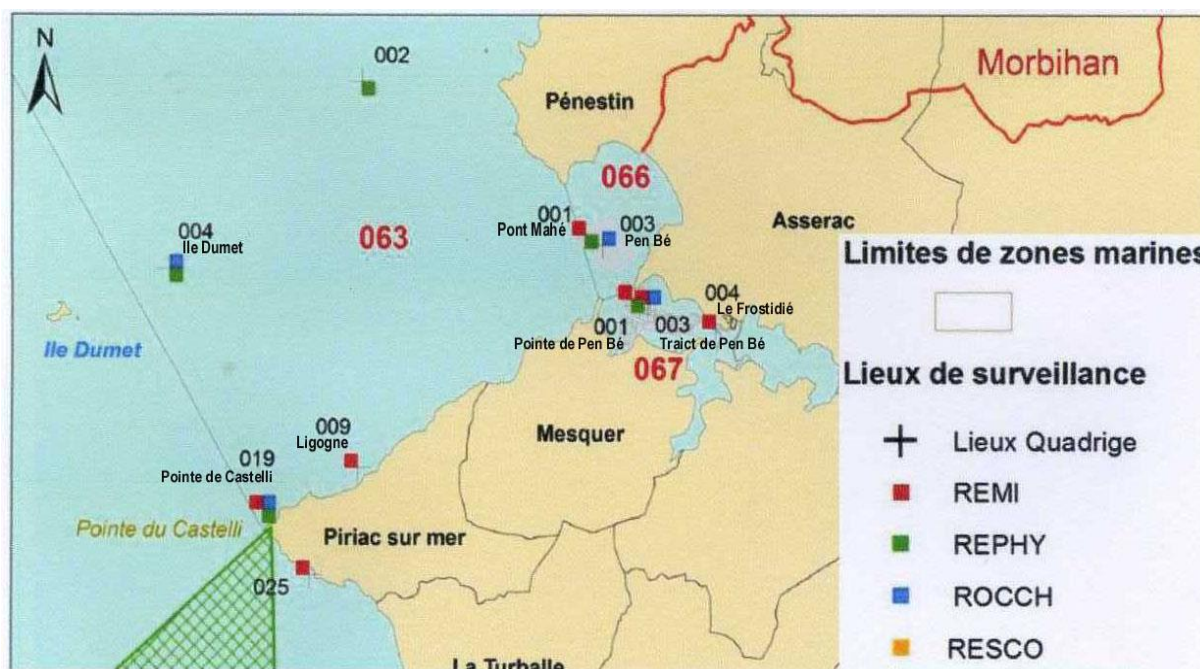 N
002
Morbihan
Pénestin
066
001
003
Pont Mahé
Pen Bé
Asserac
004
Ile Dumet
063
Limites de zones marines
004
Le Frostidié
Ile Dumet
001
003
Pointe de Pen Bé
Traict de Pen Bé
067
Lieux de surveillance
009
Ligogne
Mesquer
Lieux Quadrige
019
Pointe de Castelli
REMI
Pointe du Castelli
Piriac sur mer
REPHY
025
ROCCH
RESCO
La Turballe